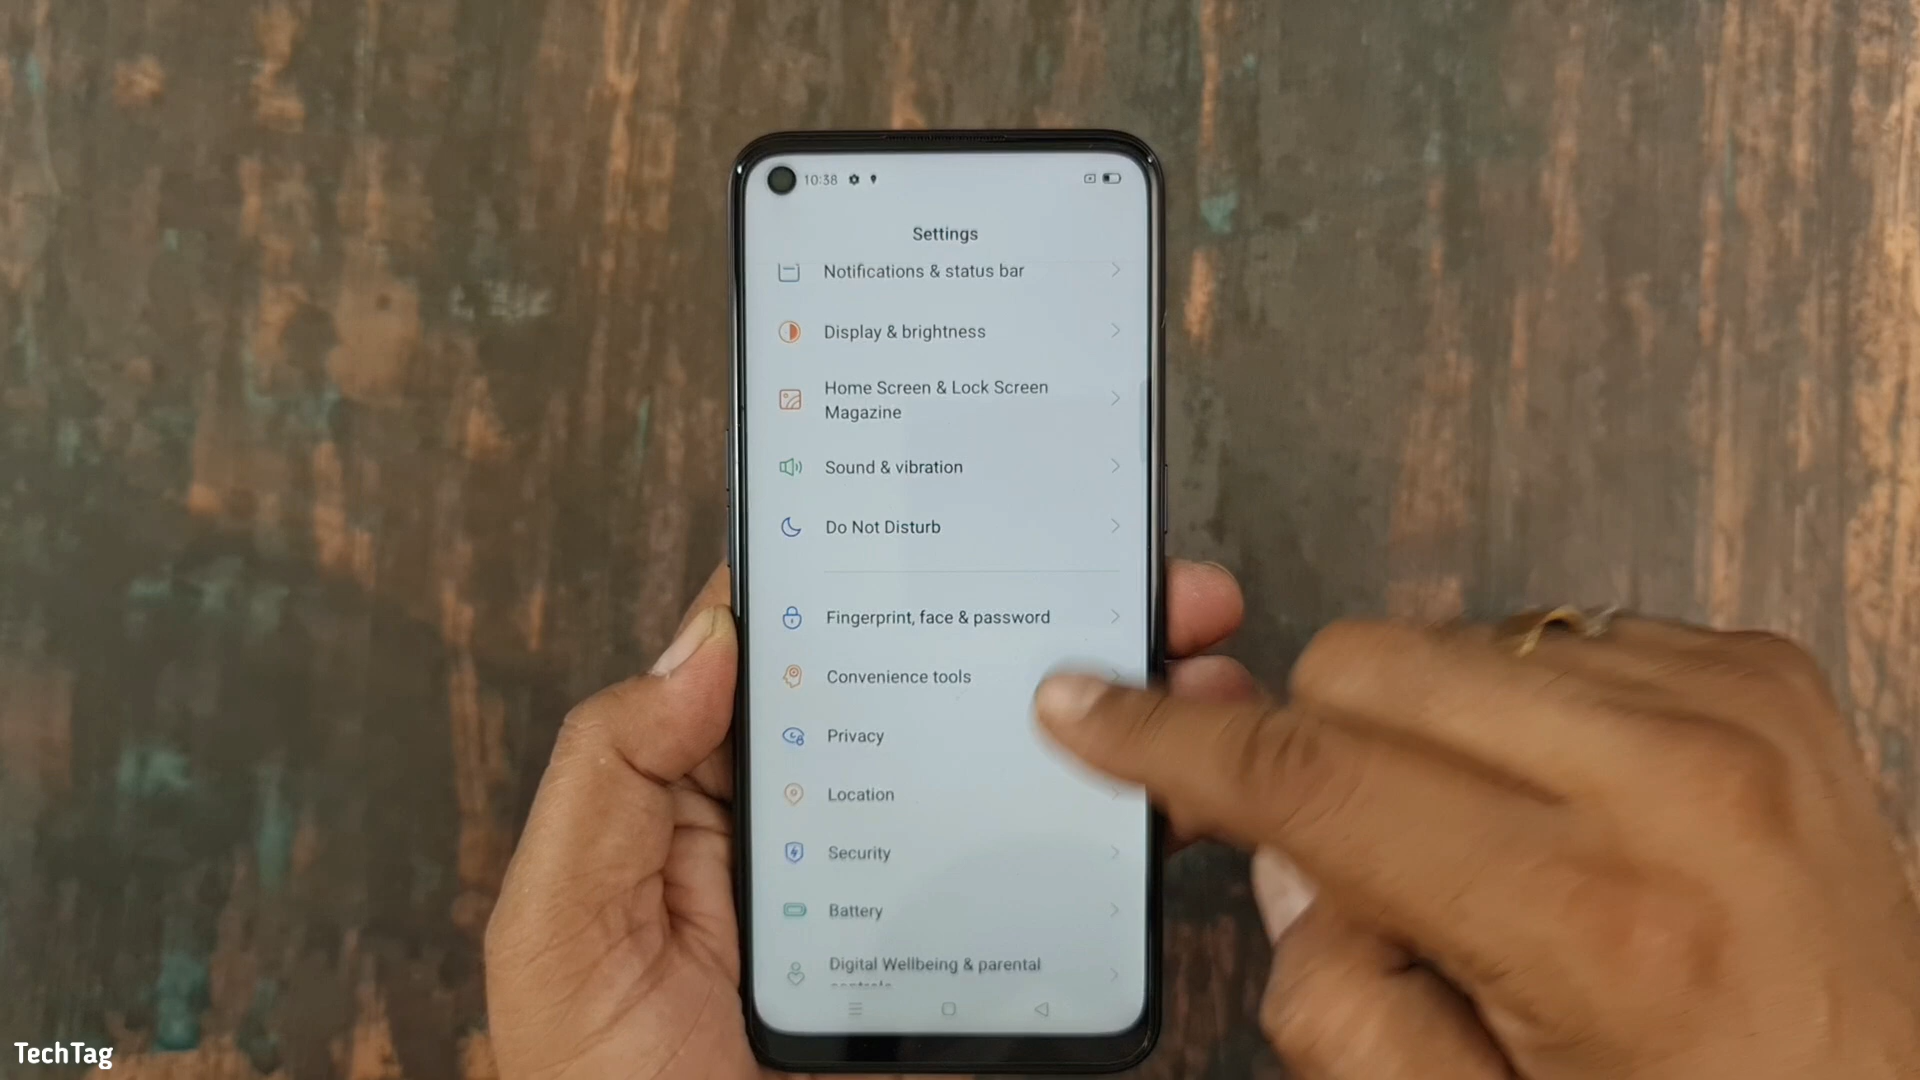 10:38
Settings
Notifications & status bar
Display & brightness
Home Screen & Lock Screen
Magazine
Sound & vibration
Do Not Disturb
Fingerprint, face & password
Convenience tools
Privacy
Location
Security
Battery
Digital Wellbeing & parental
TechTag